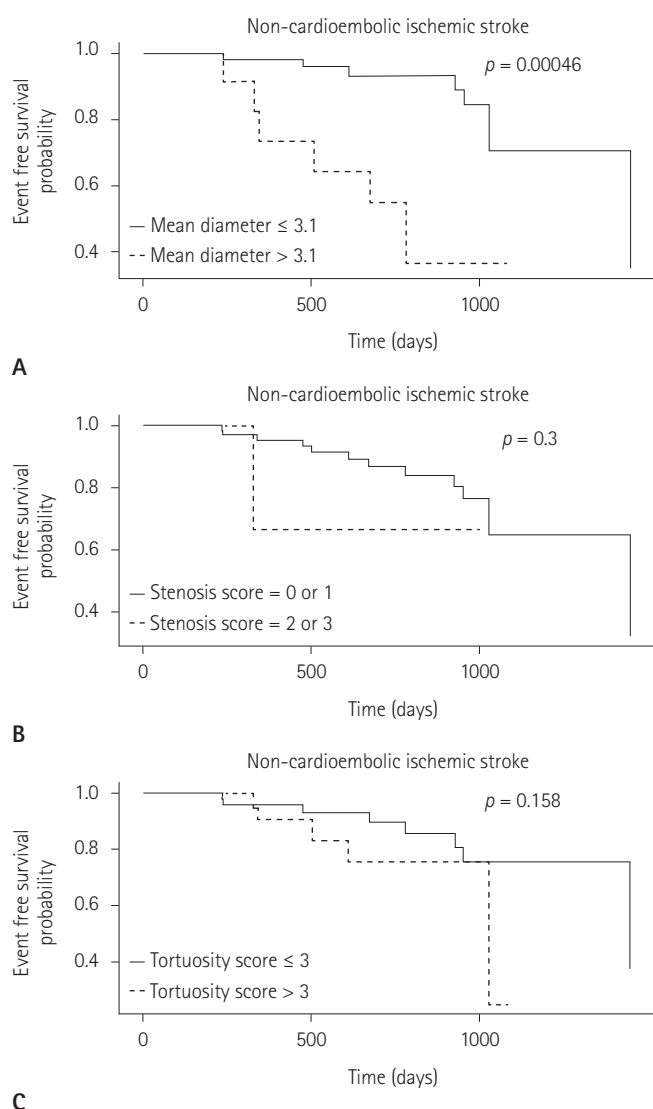 Non-cardioembolic ischemic stroke
p = 0.00046
Event free survival
probability
1.0
0.8
0.6
0.4
Mean diameter ≤ 3.1
Mean diameter > 3.1
0 500 1000
Time (days)
A
Non-cardioembolic ischemic stroke
p = 0.3
Event free survival
probability
1.0
0.8
0.6
0.4
Stenosis score = 0 or 1
Stenosis score = 2 or 3
0 500 1000
Time (days)
B
Non-cardioembolic ischemic stroke
p = 0.158
Event free survival
probability
1.0
0.8
0.6
0.4
Tortuosity score ≤ 3
Tortuosity score > 3
0 500 1000
Time (days)
C